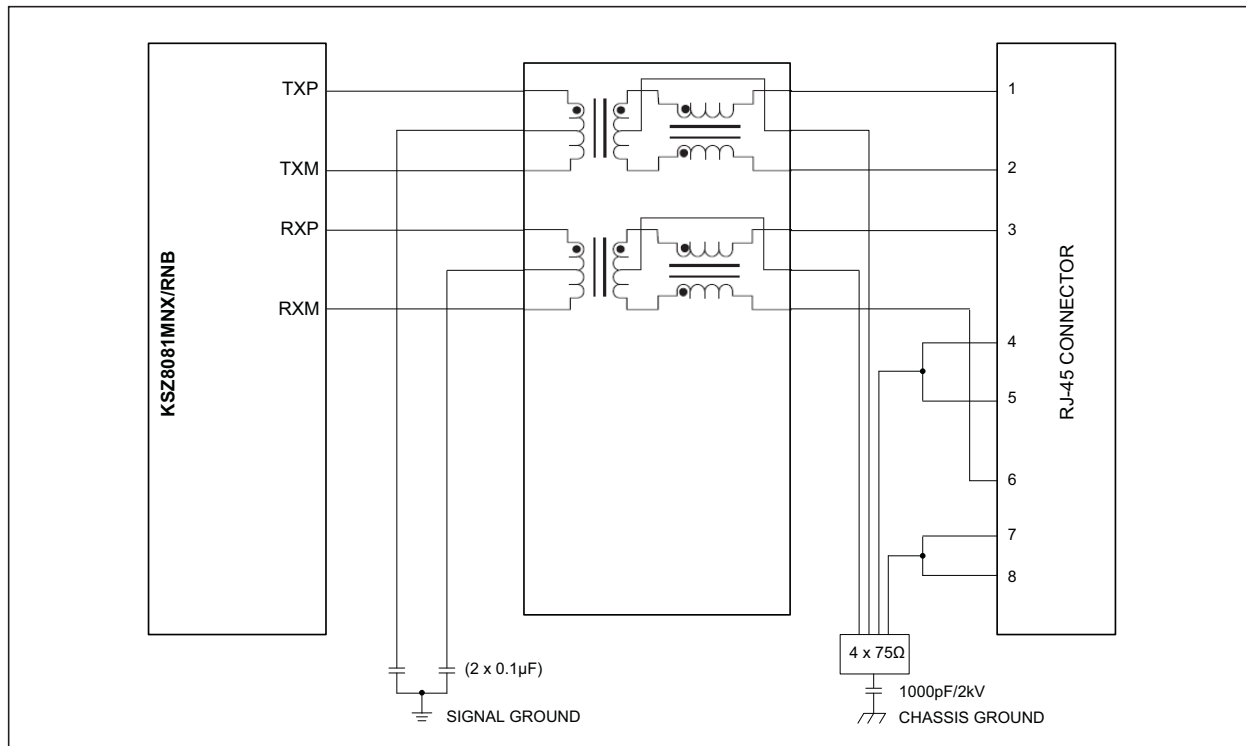 KSZ8081MNX/RNB
TXP
TXM
RXP
RXM
1
2
3
4
5
6
7
8
RJ-45 CONNECTOR
(2 x 0.1µF)
SIGNAL GROUND
4 x 75Ω
1000pF/2kV
CHASSIS GROUND